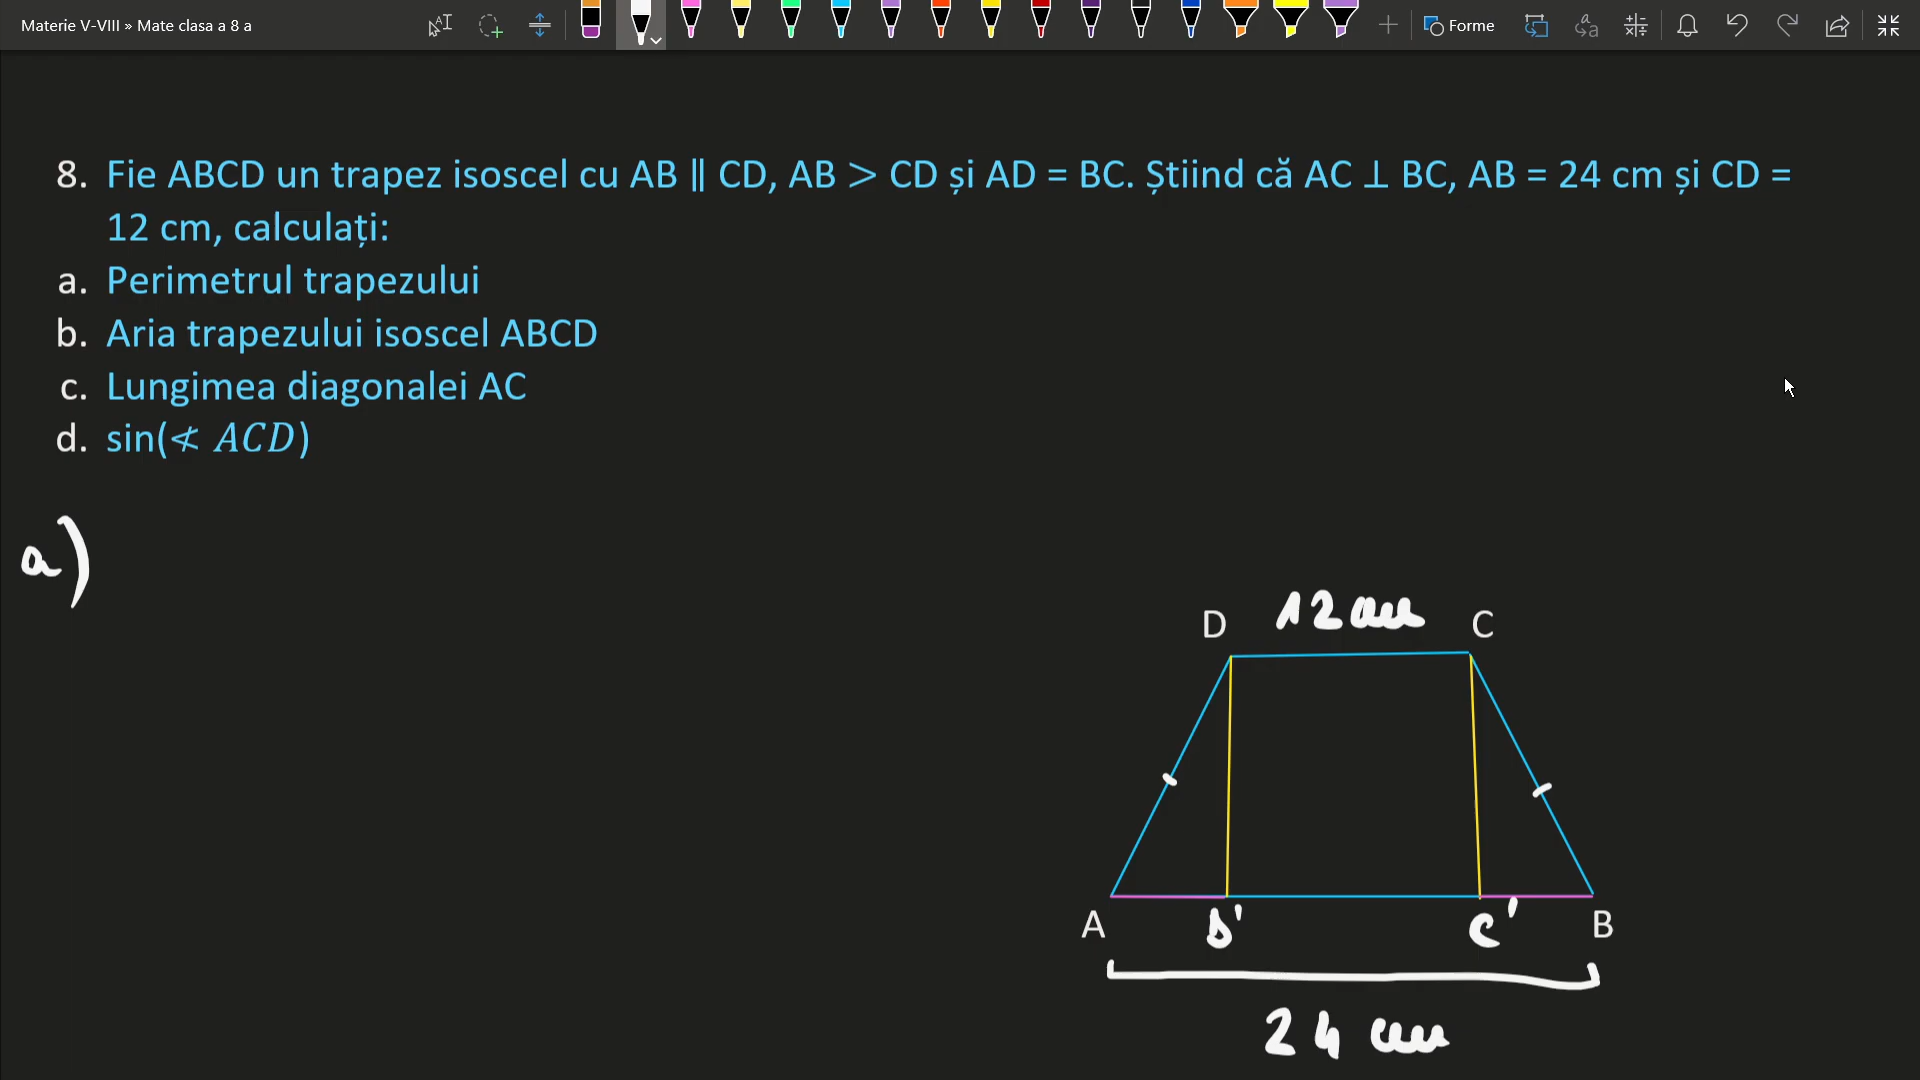 Materie V-VIII » Mate clasa a 8 a
Forme
8. Fie ABCD un trapez isoscel cu AB ∥ CD, AB > CD și AD = BC. Știind că AC ⊥ BC, AB = 24 cm și CD =
12 cm, calculați:
a. Perimetrul trapezului
b. Aria trapezului isoscel ABCD
c. Lungimea diagonalei AC
d. sin(∢ ACD)
a)
D 12 cm C
A D' C' B
24 cm